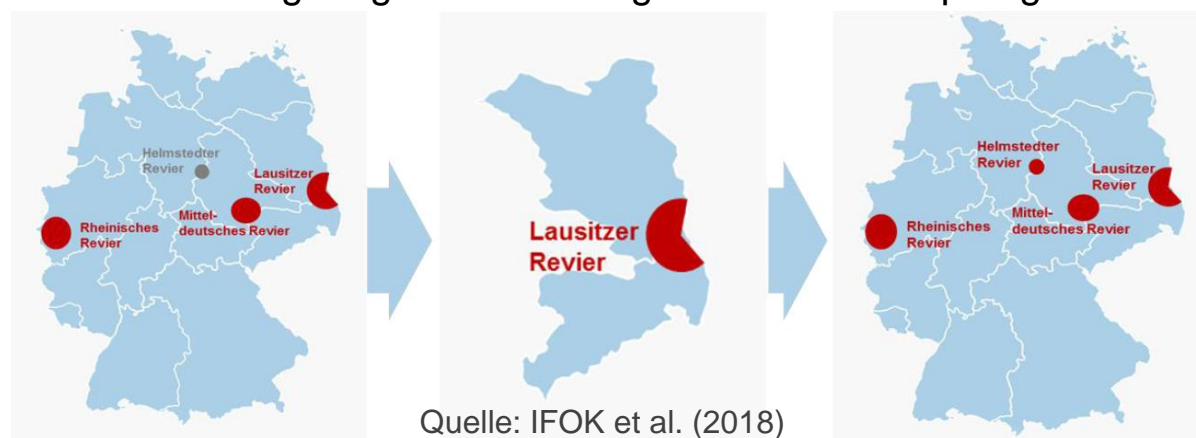 Helmstedter
Revier
Lausitzer
Revier
Rheinisches
Revier
Mittel-
deutsches Revier
Lausitzer
Revier
Helmstedter
Revier
Lausitzer
Revier
Rheinisches
Revier
Mittel-
deutsches Revier
Quelle: IFOK et al. (2018)